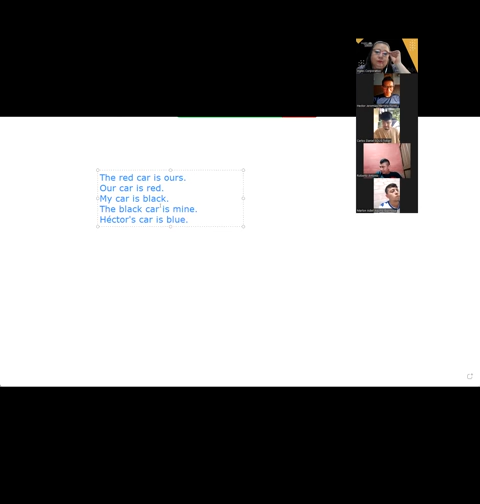 The red car is ours.
Our car is red.
My car is black.
The black car is mine.
Héctor's car is blue.